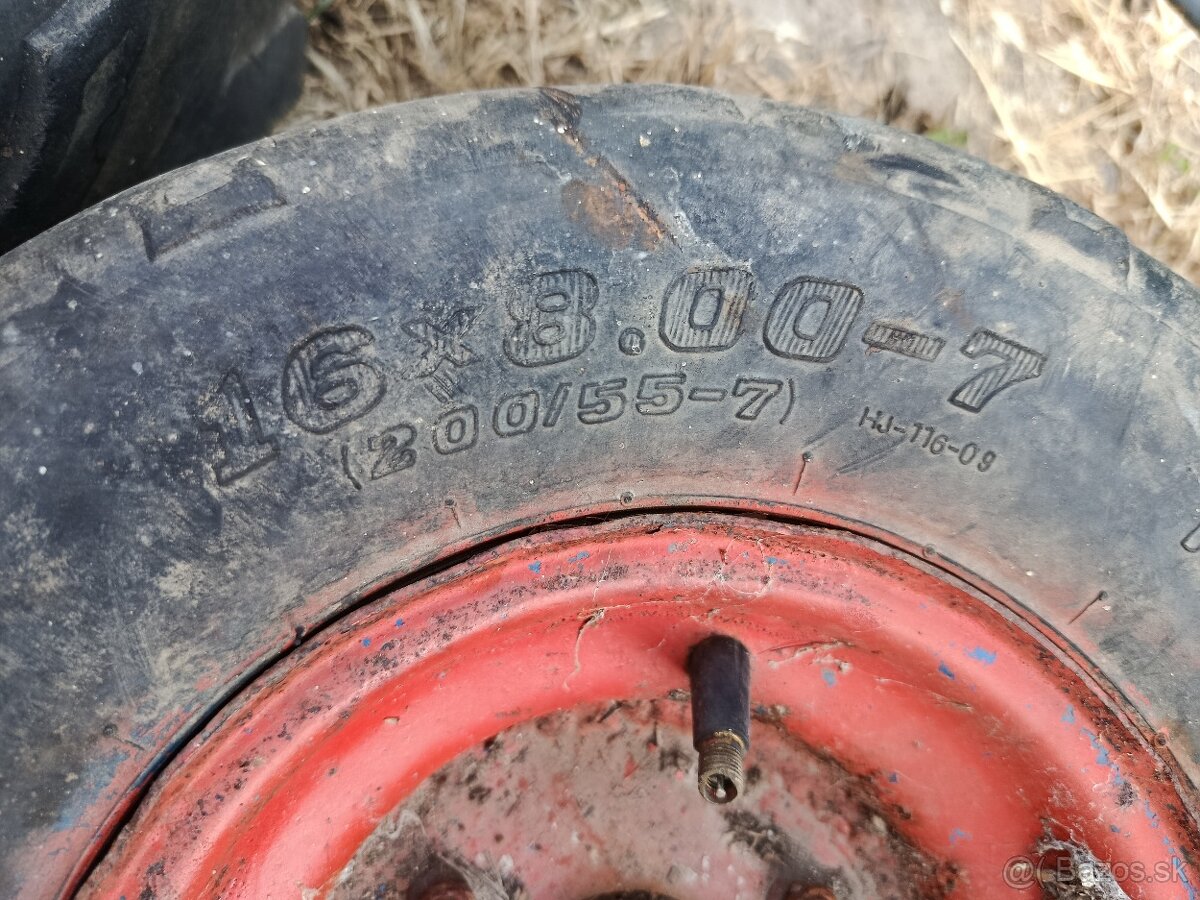 16x8.00-7
(200/55-7)
HJ-116-09
@ Bazos.sk